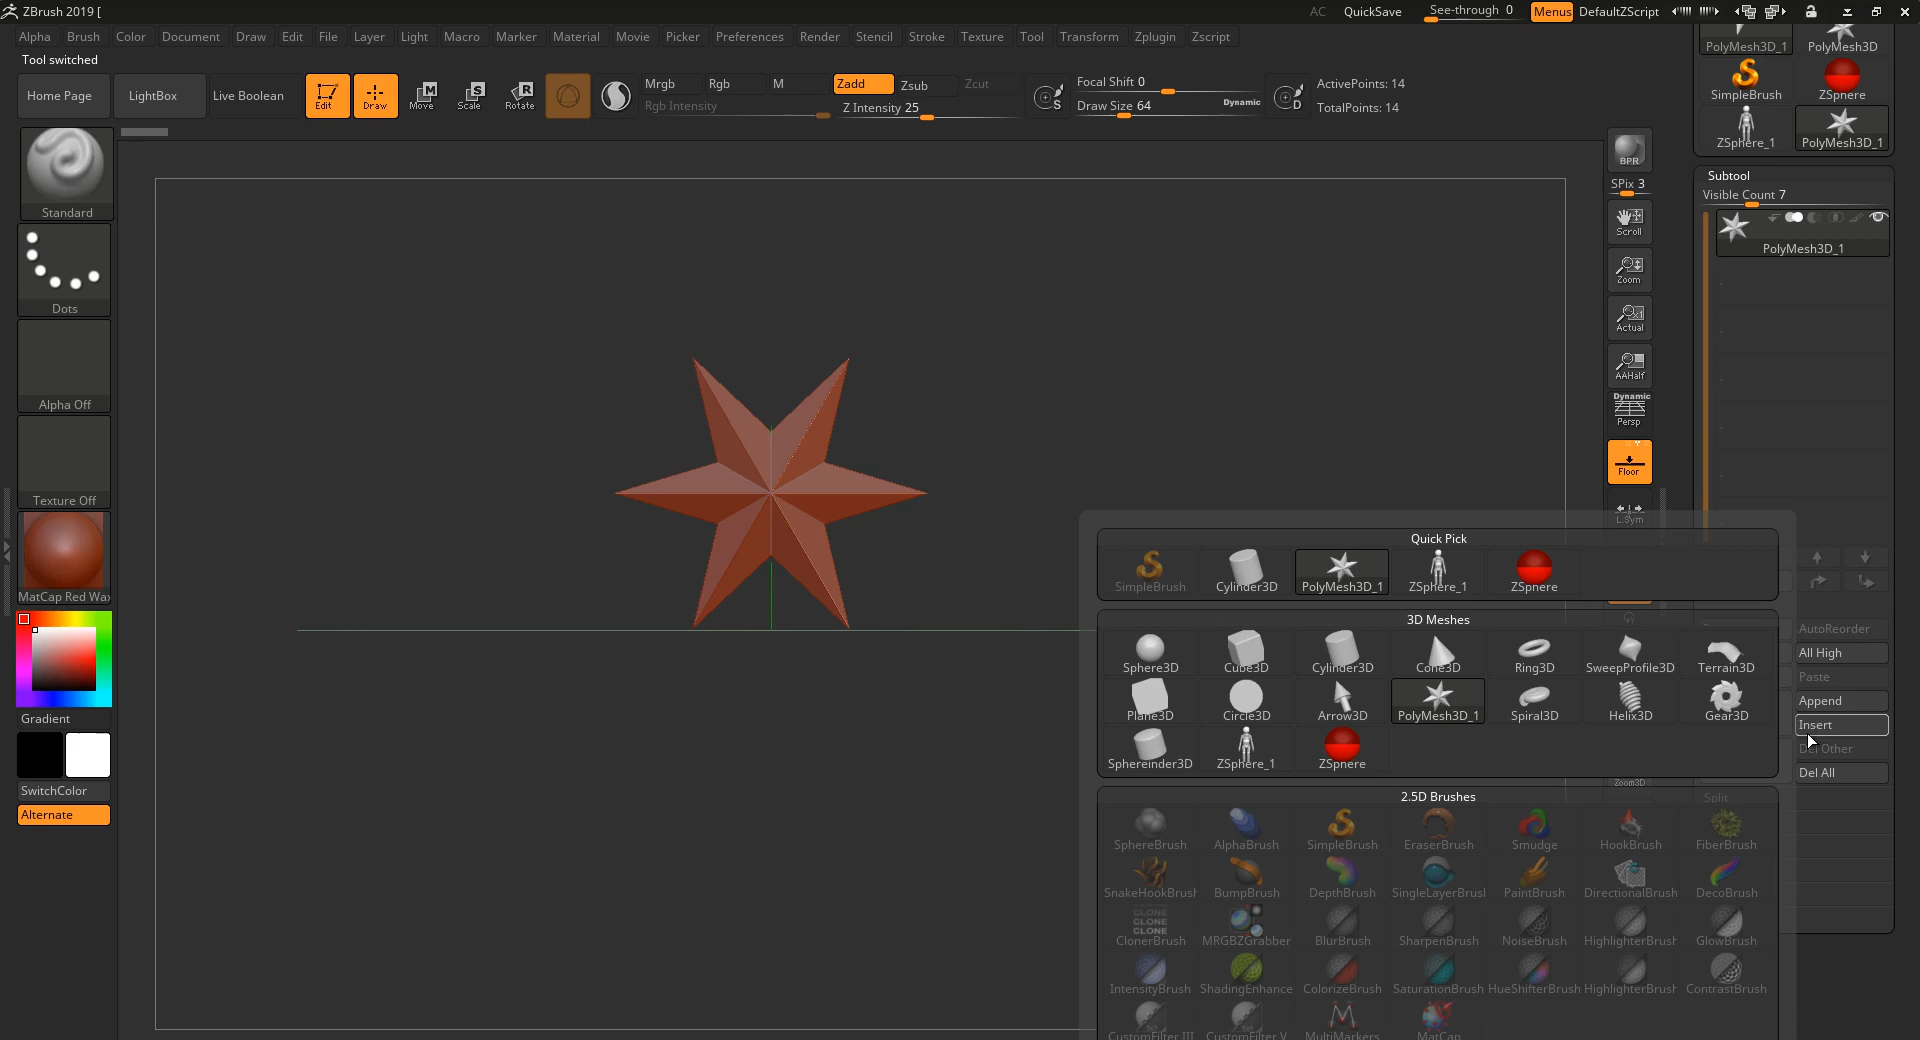 ZBrush 2019 [
AC QuickSave See-through 0 Menus DefaultZScript
Alpha Brush Color Document Draw Edit File Layer Light Macro Marker Material Movie Picker Preferences Render Stencil Stroke Texture Tool Transform Zplugin Zscript
Tool switched
Home Page
LightBox
Live Boolean
Edit
Draw
Move
Scale
Rotate
Mrgb Rgb M
Rgb Intensity
Zadd Zsub Zcut
Z Intensity 25
Focal Shift 0
Draw Size 64
Dynamic
ActivePoints: 14
TotalPoints: 14
Standard
Dots
Alpha Off
Texture Off
MatCap Red Wax
Gradient
SwitchColor
Alternate
BPR
SPix 3
Scroll
Zoom
Actual
AAHalf
Dynamic
Persp
Floor
L.Sym
Zoom3D
PolyMesh3D_1 PolyMesh3D
SimpleBrush ZSphere
ZSphere_1 PolyMesh3D_1
Subtool
Visible Count 7
PolyMesh3D_1
AutoReorder
All High
Paste
Append
Insert
Del Other
Del All
Split
Quick Pick
SimpleBrush Cylinder3D PolyMesh3D_1 ZSphere_1 ZSphere
3D Meshes
Sphere3D Cube3D Cylinder3D Cone3D Ring3D SweepProfile3D Terrain3D
Plane3D Circle3D Arrow3D PolyMesh3D_1 Spiral3D Helix3D Gear3D
Sphereinder3D ZSphere_1 ZSphere
2.5D Brushes
SphereBrush AlphaBrush SimpleBrush EraserBrush Smudge HookBrush FiberBrush
SnakeHookBrush BumpBrush DepthBrush SingleLayerBrusl PaintBrush DirectionalBrush DecoBrush
CLONE
CLONE
CLONE
ClonerBrush MRGBZGrabber BlurBrush SharpenBrush NoiseBrush HighlighterBrush GlowBrush
IntensityBrush ShadingEnhance ColorizeBrush SaturationBrush HueShifterBrush HighlighterBrush ContrastBrush
CustomFilter III CustomFilter V MultiMarkers MatCap